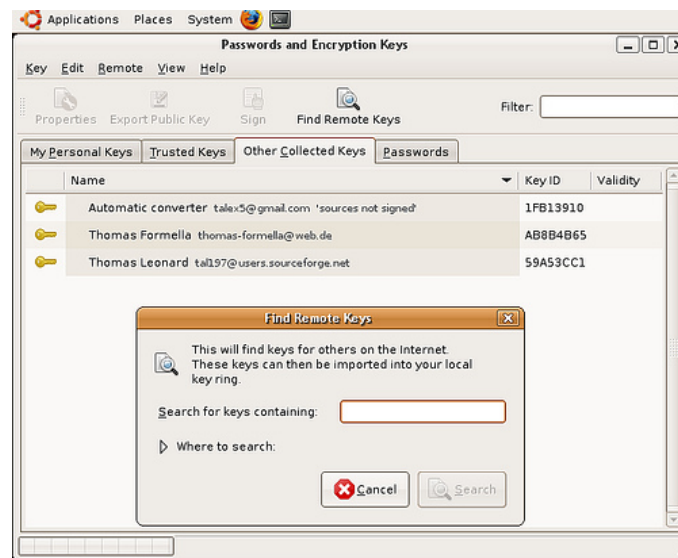 Applications Places System
Passwords and Encryption Keys
Key Edit Remote View Help
Properties Export Public Key Sign Find Remote Keys Filter:
My Personal Keys Trusted Keys Other Collected Keys Passwords
Name Key ID Validity
Automatic converter talex5@gmail.com 'sources not signed' 1FB13910
Thomas Formella thomas-formella@web.de AB8B4B65
Thomas Leonard tal197@users.sourceforge.net 59A53CC1
Find Remote Keys
This will find keys for others on the Internet.
These keys can then be imported into your local
key ring.
Search for keys containing:
Where to search:
Cancel Search